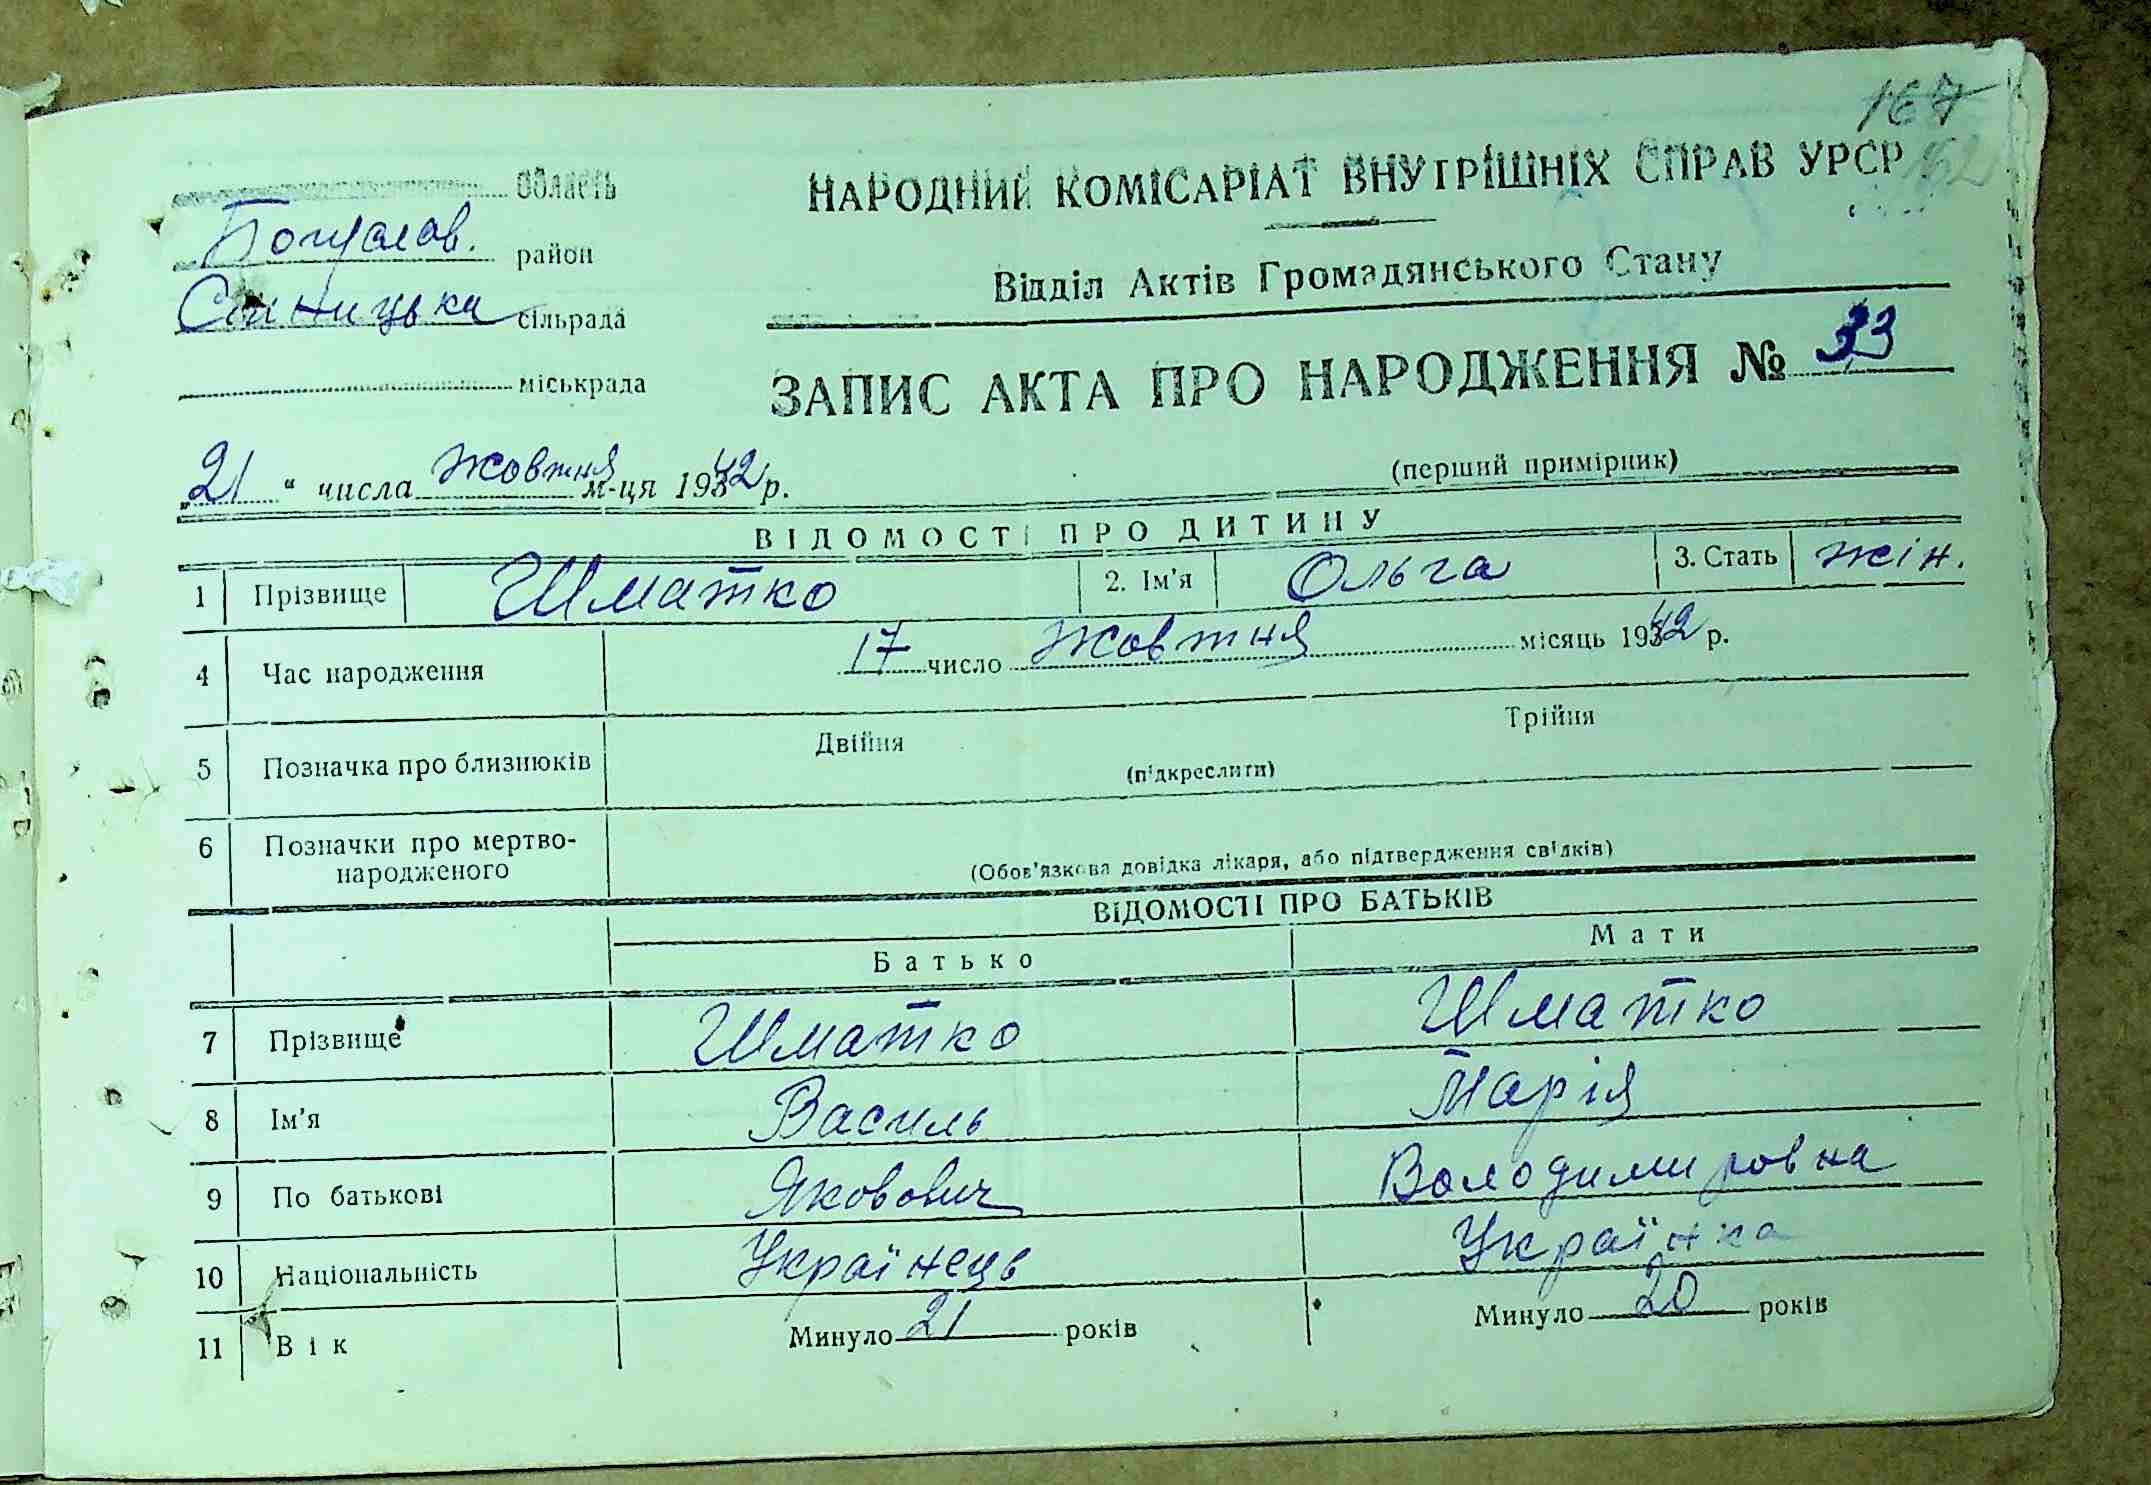 167
НАРОДНИЙ КОМІСАРІАТ ВНУТРІШНІХ СПРАВ УРСР
Область
Богуслав. район
Відділ Актів Громадянського Стану
сільрада
міськрада
ЗАПИС АКТА ПРО НАРОДЖЕННЯ № 33
(перший примірник)
„21“ числа жовтня м-ця 1942 р.
ВІДОМОСТІ ПРО ДИТИНУ
1 Прізвище Шматко 2. Ім’я Ольга 3. Стать жін.
4 Час народження 17 число жовтня місяць 1942 р.
5 Позначка про близнюків Двійня Трійня
(підкреслити)
6 Позначки про мертво-
народженого
(Обов’язкова довідка лікаря, або підтвердження свідків)
ВІДОМОСТІ ПРО БАТЬКІВ
Батько Мати
7 Прізвище Шматко Шматко
8 Ім’я Василь Марія
9 По батькові Якович Володимировна
10 Національність Українець Українка
11 Вік Минуло 21 років Минуло 20 років